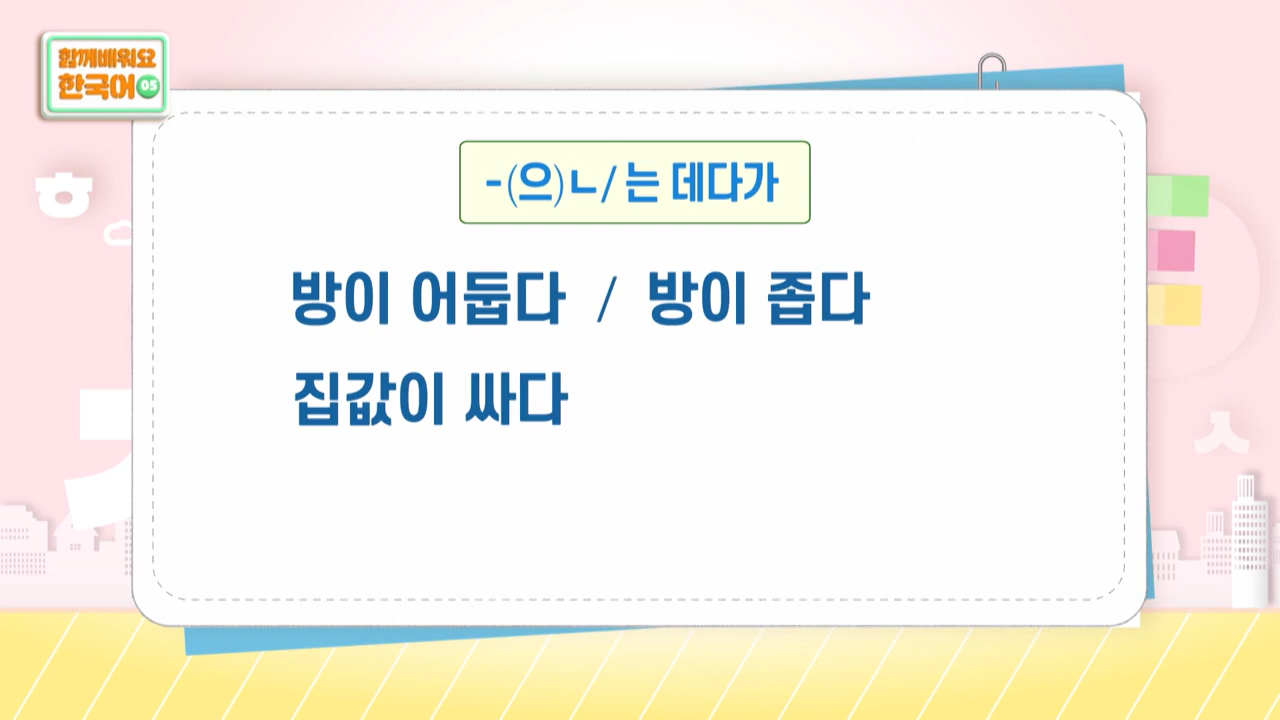 함께배워요
한국어 05
-(으)ㄴ/는 데다가
방이 어둡다 / 방이 좁다
집값이 싸다
ㅎ
ㅈ